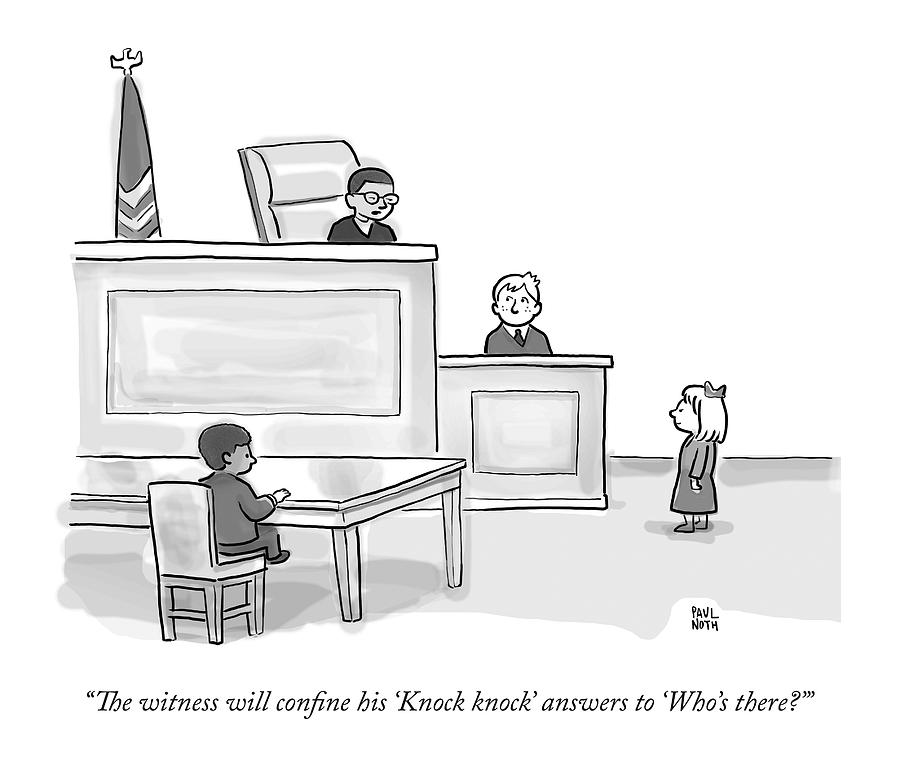 PAUL
NOTH
“The witness will confine his ‘Knock knock’ answers to ‘Who’s there?’”